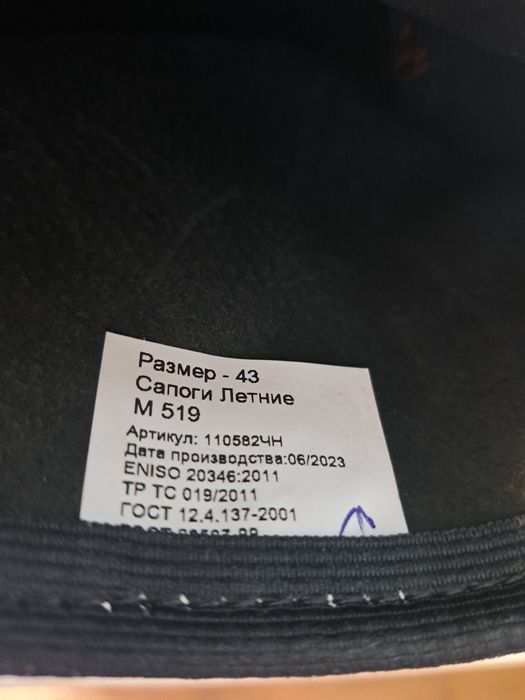 Размер - 43
Сапоги Летние
М 519
Артикул: 110582ЧН
Дата производства:06/2023
ENISO 20346:2011
ТР ТС 019/2011
ГОСТ 12.4.137-2001